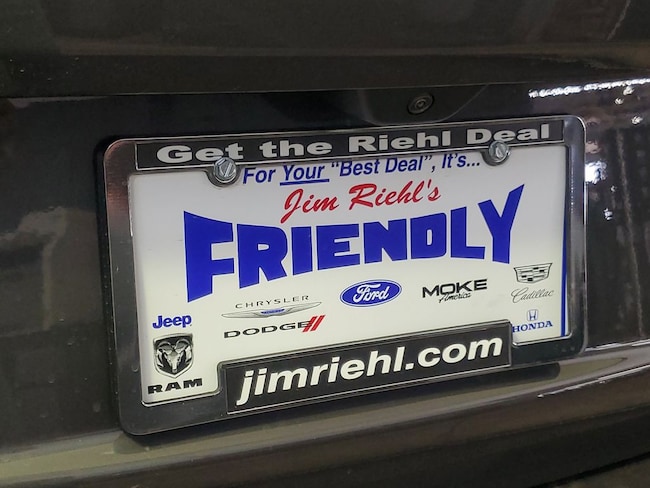 Get the Riehl Deal
For Your "Best Deal", It's...
Jim Riehl's
FRIENDLY
CHRYSLER
Ford
MOKE
America
Cadillac
Jeep
DODGE
HONDA
RAM
jimriehl.com